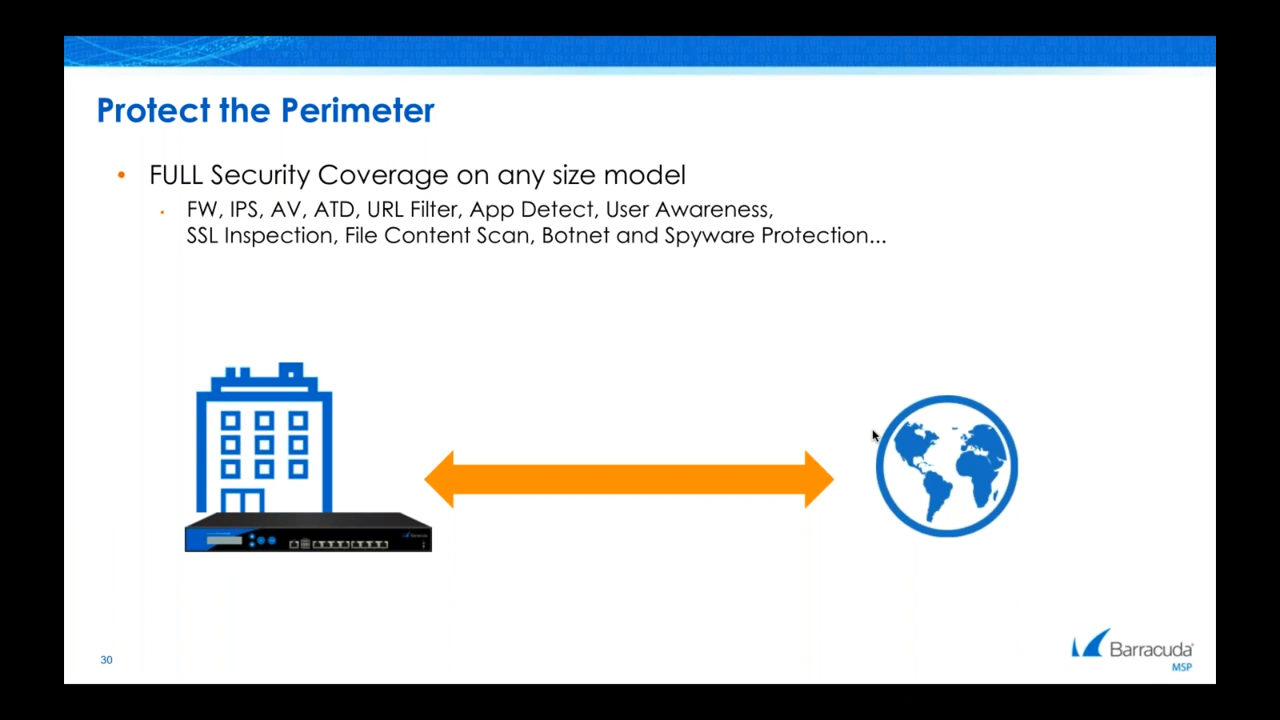 Protect the Perimeter
• FULL Security Coverage on any size model
• FW, IPS, AV, ATD, URL Filter, App Detect, User Awareness,
SSL Inspection, File Content Scan, Botnet and Spyware Protection...
Barracuda
30
Barracuda
MSP